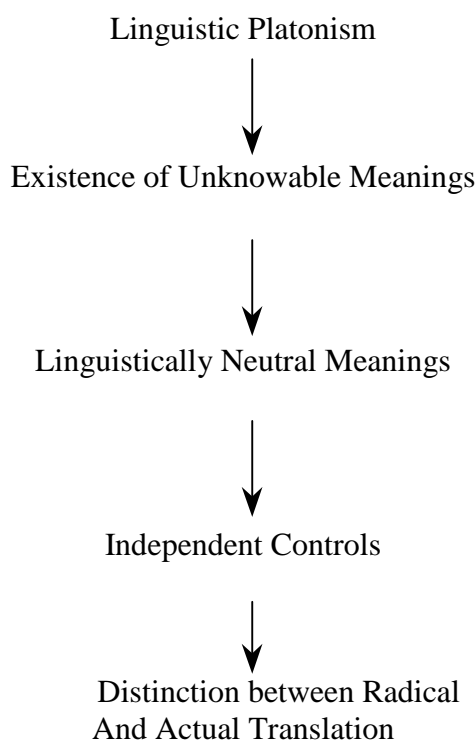 Linguistic Platonism
Existence of Unknowable Meanings
Linguistically Neutral Meanings
Independent Controls
Distinction between Radical
And Actual Translation